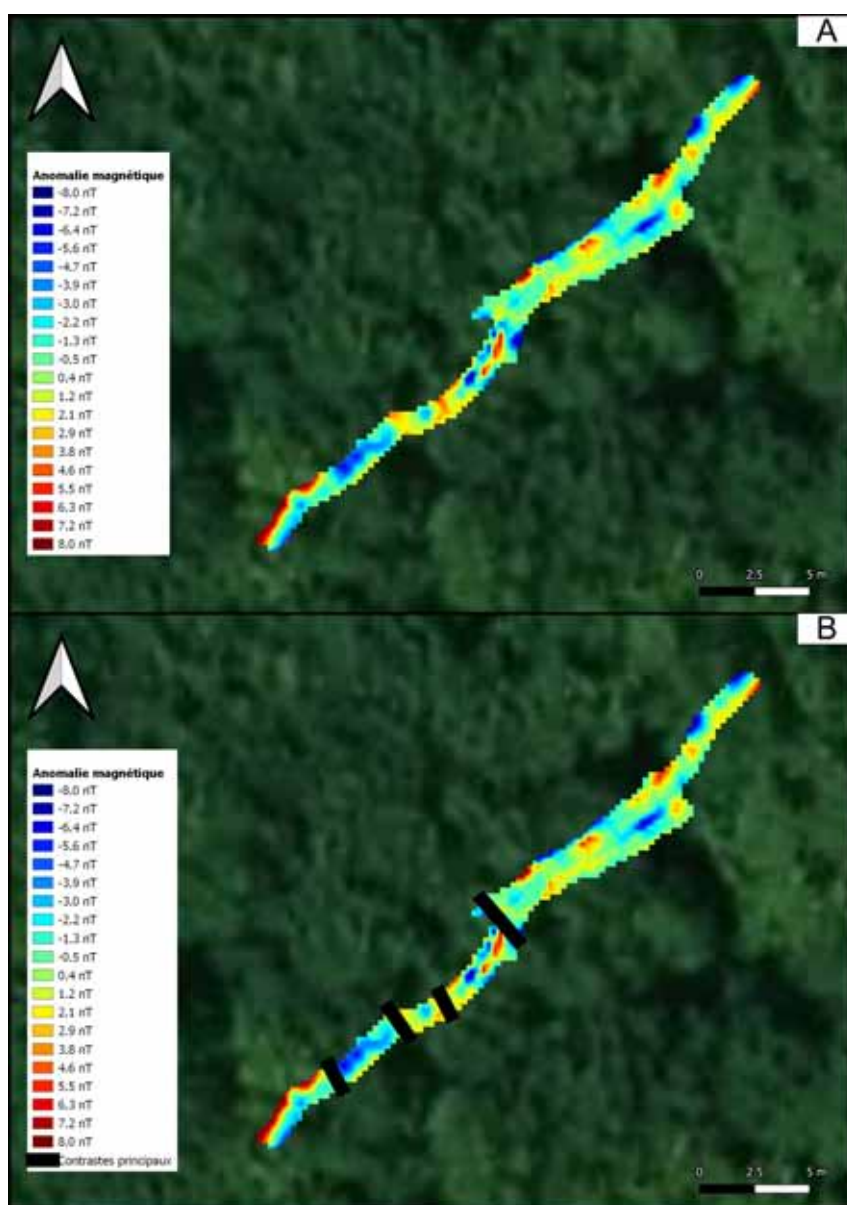 A
Anomalie magnétique
-8.0 nT
-7.2 nT
-6.4 nT
-5.6 nT
-4.7 nT
-3.9 nT
-3.0 nT
-2.2 nT
-1.3 nT
-0.5 nT
0.4 nT
1.2 nT
2.1 nT
2.9 nT
3.8 nT
4.6 nT
5.5 nT
6.3 nT
7.2 nT
8.0 nT
0 2.5 5 m
B
Anomalie magnétique
-8.0 nT
-7.2 nT
-6.4 nT
-5.6 nT
-4.7 nT
-3.9 nT
-3.0 nT
-2.2 nT
-1.3 nT
-0.5 nT
0.4 nT
1.2 nT
2.1 nT
2.9 nT
3.8 nT
4.6 nT
5.5 nT
6.3 nT
7.2 nT
8.0 nT
Contrastes principaux
0 2.5 5 m